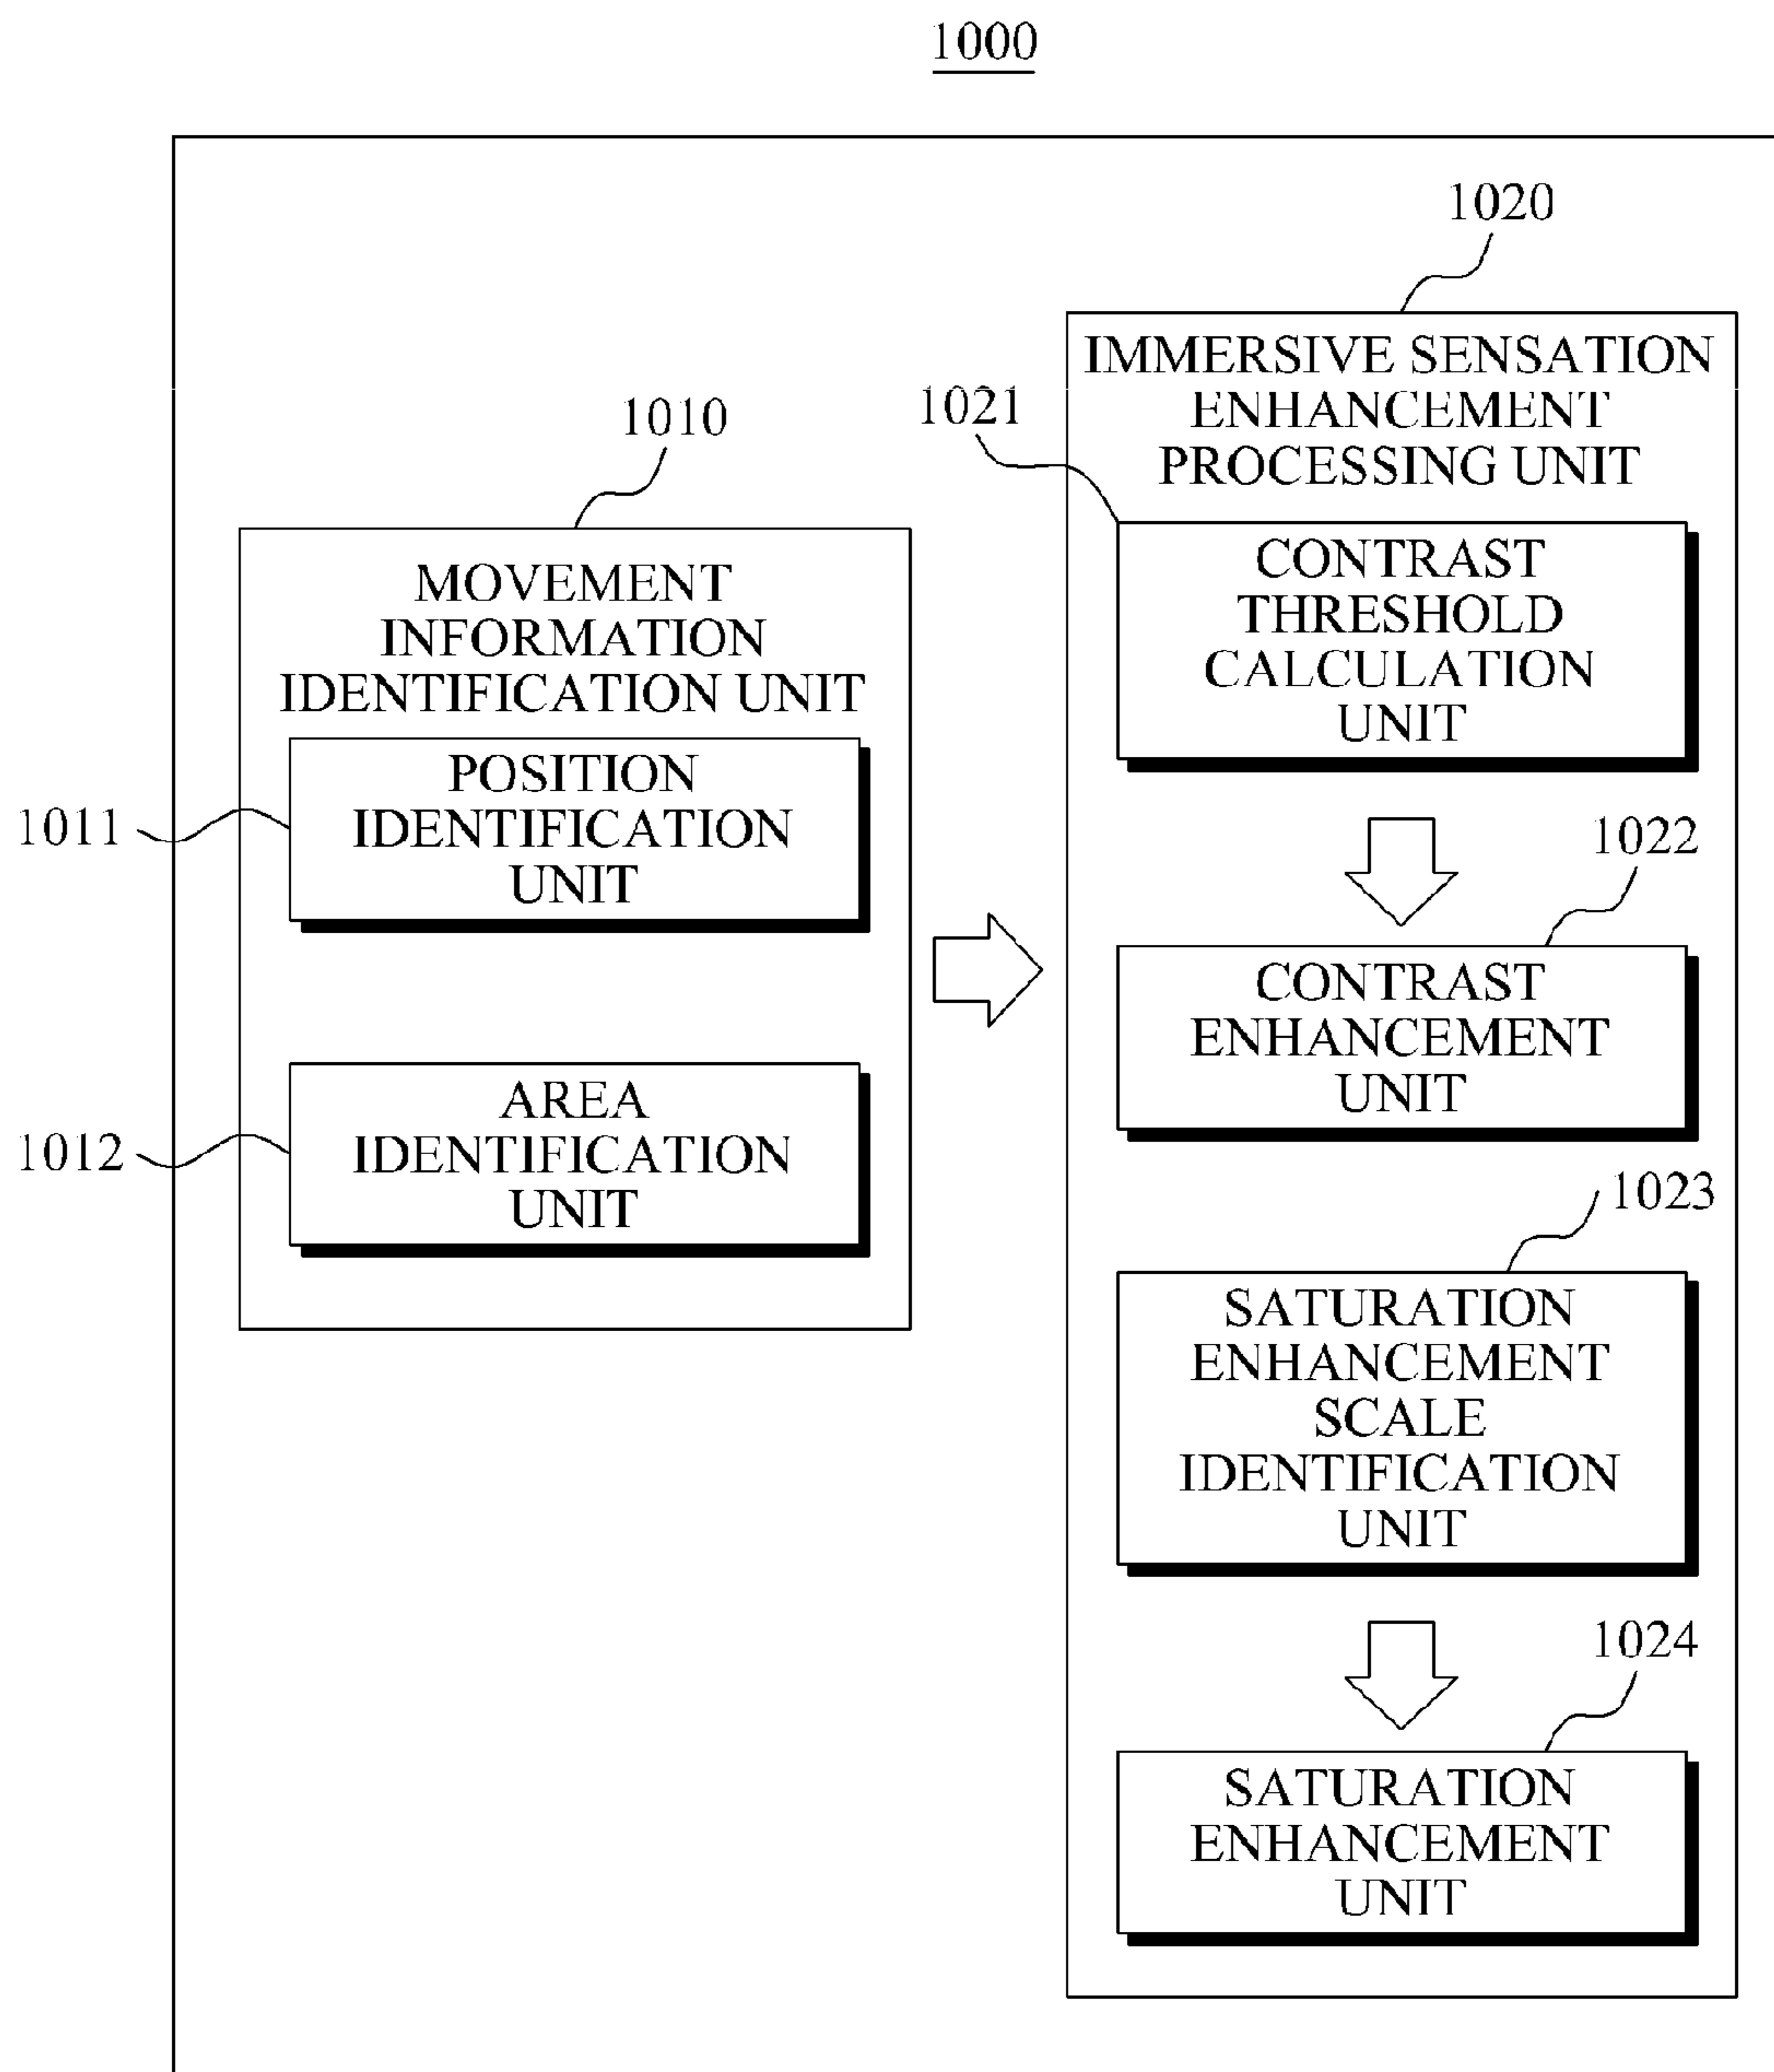 1000
1010
MOVEMENT
INFORMATION
IDENTIFICATION UNIT
1011
POSITION
IDENTIFICATION
UNIT
1012
AREA
IDENTIFICATION
UNIT
1020
IMMERSIVE SENSATION
ENHANCEMENT
PROCESSING UNIT
1021
CONTRAST
THRESHOLD
CALCULATION
UNIT
1022
CONTRAST
ENHANCEMENT
UNIT
1023
SATURATION
ENHANCEMENT
SCALE
IDENTIFICATION
UNIT
1024
SATURATION
ENHANCEMENT
UNIT